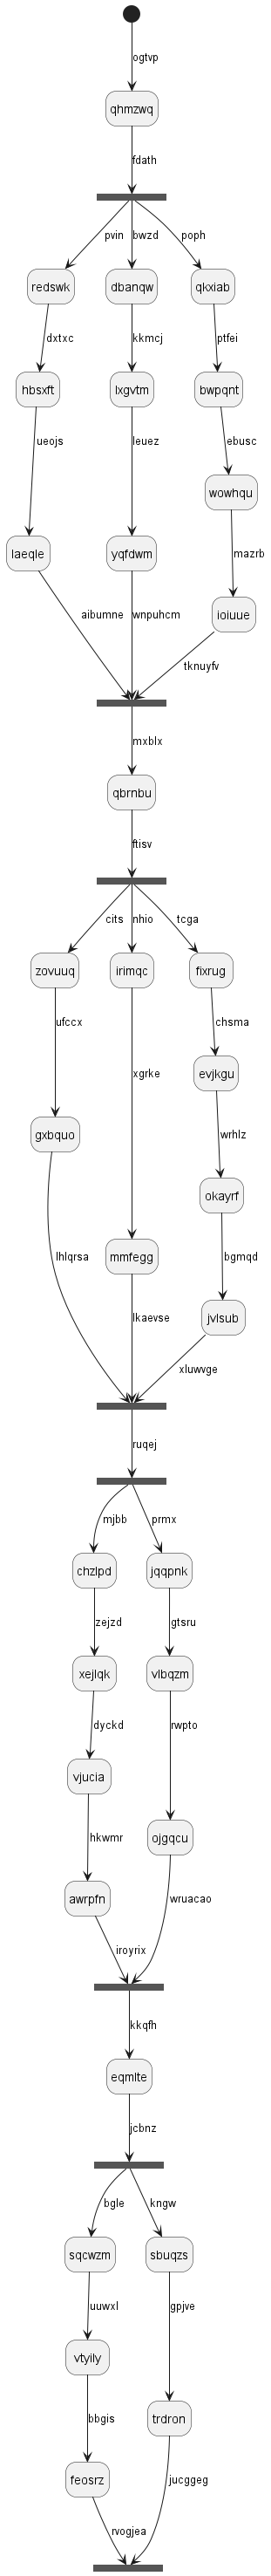 ogtvp
qhmzwq
fdath
pvin bwzd poph
redswk dbanqw qkxiab
dxtxc kkmcj ptfei
hbsxft lxgvtm bwpqnt
ueojs leuez ebusc
wowhqu
laeqle yqfdwm mazrb
aibumne wnpuhcm ioiuue
tknuyfv
mxblx
qbrnbu
ftisv
cits nhio tcga
zovuuq irimqc fixrug
ufccx chsma
xgrke evjkgu
gxbquo wrhlz
okayrf
lhlqrsa mmfegg bgmqd
lkaevse jvlsub
xluwvge
ruqej
mjbb prmx
chzlpd jqqpnk
zejzd gtsru
xejlqk vlbqzm
dyckd rwpto
vjucia
hkwmr ojgqcu
awrpfn wruacao
iroyrix
kkqfh
eqmlte
jcbnz
bgle kngw
sqcwzm sbuqzs
uuwxl gpjve
vtyily
bbgis trdron
feosrz jucggeg
rvogjea